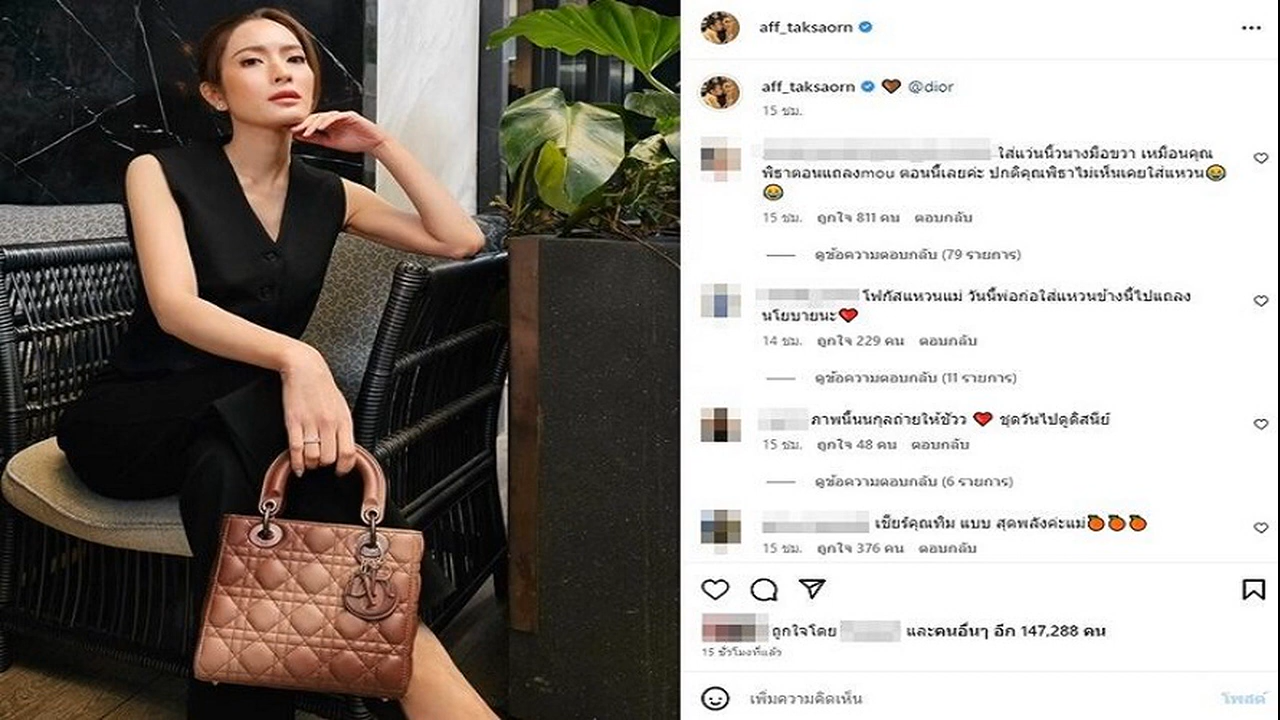 aff_taksaorn
aff_taksaorn @dior
15 ชม.
ใส่แว่นนิ้วนางมือขวา เหมือนคุณ
พิธาตอนแถลงmou ตอนนี้เลยค่ะ ปกติคุณพิธาไม่เห็นเคยใส่แหวน😂
😂
15 ชม. ถูกใจ 811 คน ตอบกลับ
ดูข้อความตอบกลับ (79 รายการ)
โฟกัสแหวนแม่ วันนี้พ่อก่อใส่แหวนข้างนี้ไปแถลง
นโยบายนะ❤️
14 ชม. ถูกใจ 229 คน ตอบกลับ
ดูข้อความตอบกลับ (11 รายการ)
ภาพนี้นนกุลถ่ายให้ชัวว ❤️ ชุดวันไปดูดิสนีย์
15 ชม. ถูกใจ 48 คน ตอบกลับ
ดูข้อความตอบกลับ (6 รายการ)
เชียร์คุณทิม แบบ สุดพลังค่ะแม่🍊🍊🍊
15 ชม. ถูกใจ 376 คน ตอบกลับ
ถูกใจโดย และคนอื่นๆ อีก 147,288 คน
15 ชั่วโมงที่แล้ว
เพิ่มความคิดเห็น
โพสต์